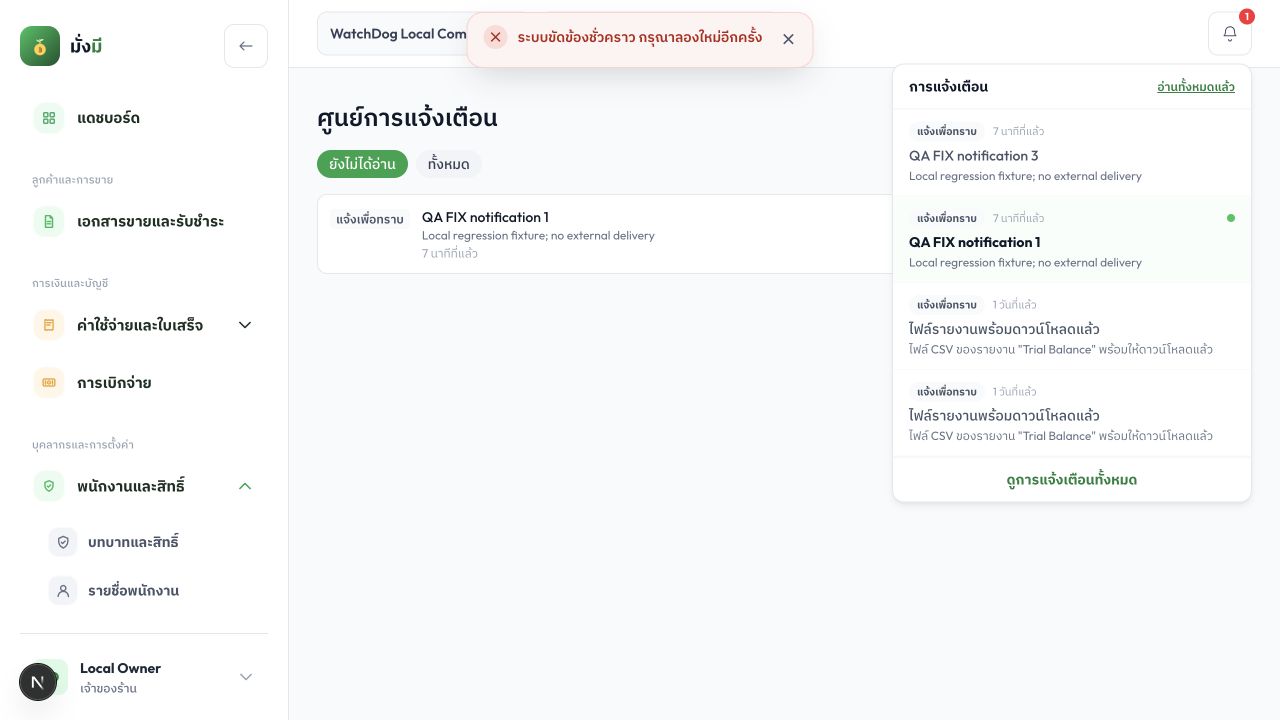 มั่งมี
แดชบอร์ด
ลูกค้าและการขาย
เอกสารขายและรับชำระ
การเงินและบัญชี
ค่าใช้จ่ายและใบเสร็จ
การเบิกจ่าย
บุคลากรและการตั้งค่า
พนักงานและสิทธิ์
บทบาทและสิทธิ์
รายชื่อพนักงาน
N
Local Owner
เจ้าของร้าน
WatchDog Local Com
ระบบขัดข้องชั่วคราว กรุณาลองใหม่อีกครั้ง
1
ศูนย์การแจ้งเตือน
ยังไม่ได้อ่าน ทั้งหมด
แจ้งเพื่อทราบ QA FIX notification 1
Local regression fixture; no external delivery
7 นาทีที่แล้ว
การแจ้งเตือน อ่านทั้งหมดแล้ว
แจ้งเพื่อทราบ 7 นาทีที่แล้ว
QA FIX notification 3
Local regression fixture; no external delivery
แจ้งเพื่อทราบ 7 นาทีที่แล้ว
QA FIX notification 1
Local regression fixture; no external delivery
แจ้งเพื่อทราบ 1 วันที่แล้ว
ไฟล์รายงานพร้อมดาวน์โหลดแล้ว
ไฟล์ CSV ของรายงาน "Trial Balance" พร้อมให้ดาวน์โหลดแล้ว
แจ้งเพื่อทราบ 1 วันที่แล้ว
ไฟล์รายงานพร้อมดาวน์โหลดแล้ว
ไฟล์ CSV ของรายงาน "Trial Balance" พร้อมให้ดาวน์โหลดแล้ว
ดูการแจ้งเตือนทั้งหมด